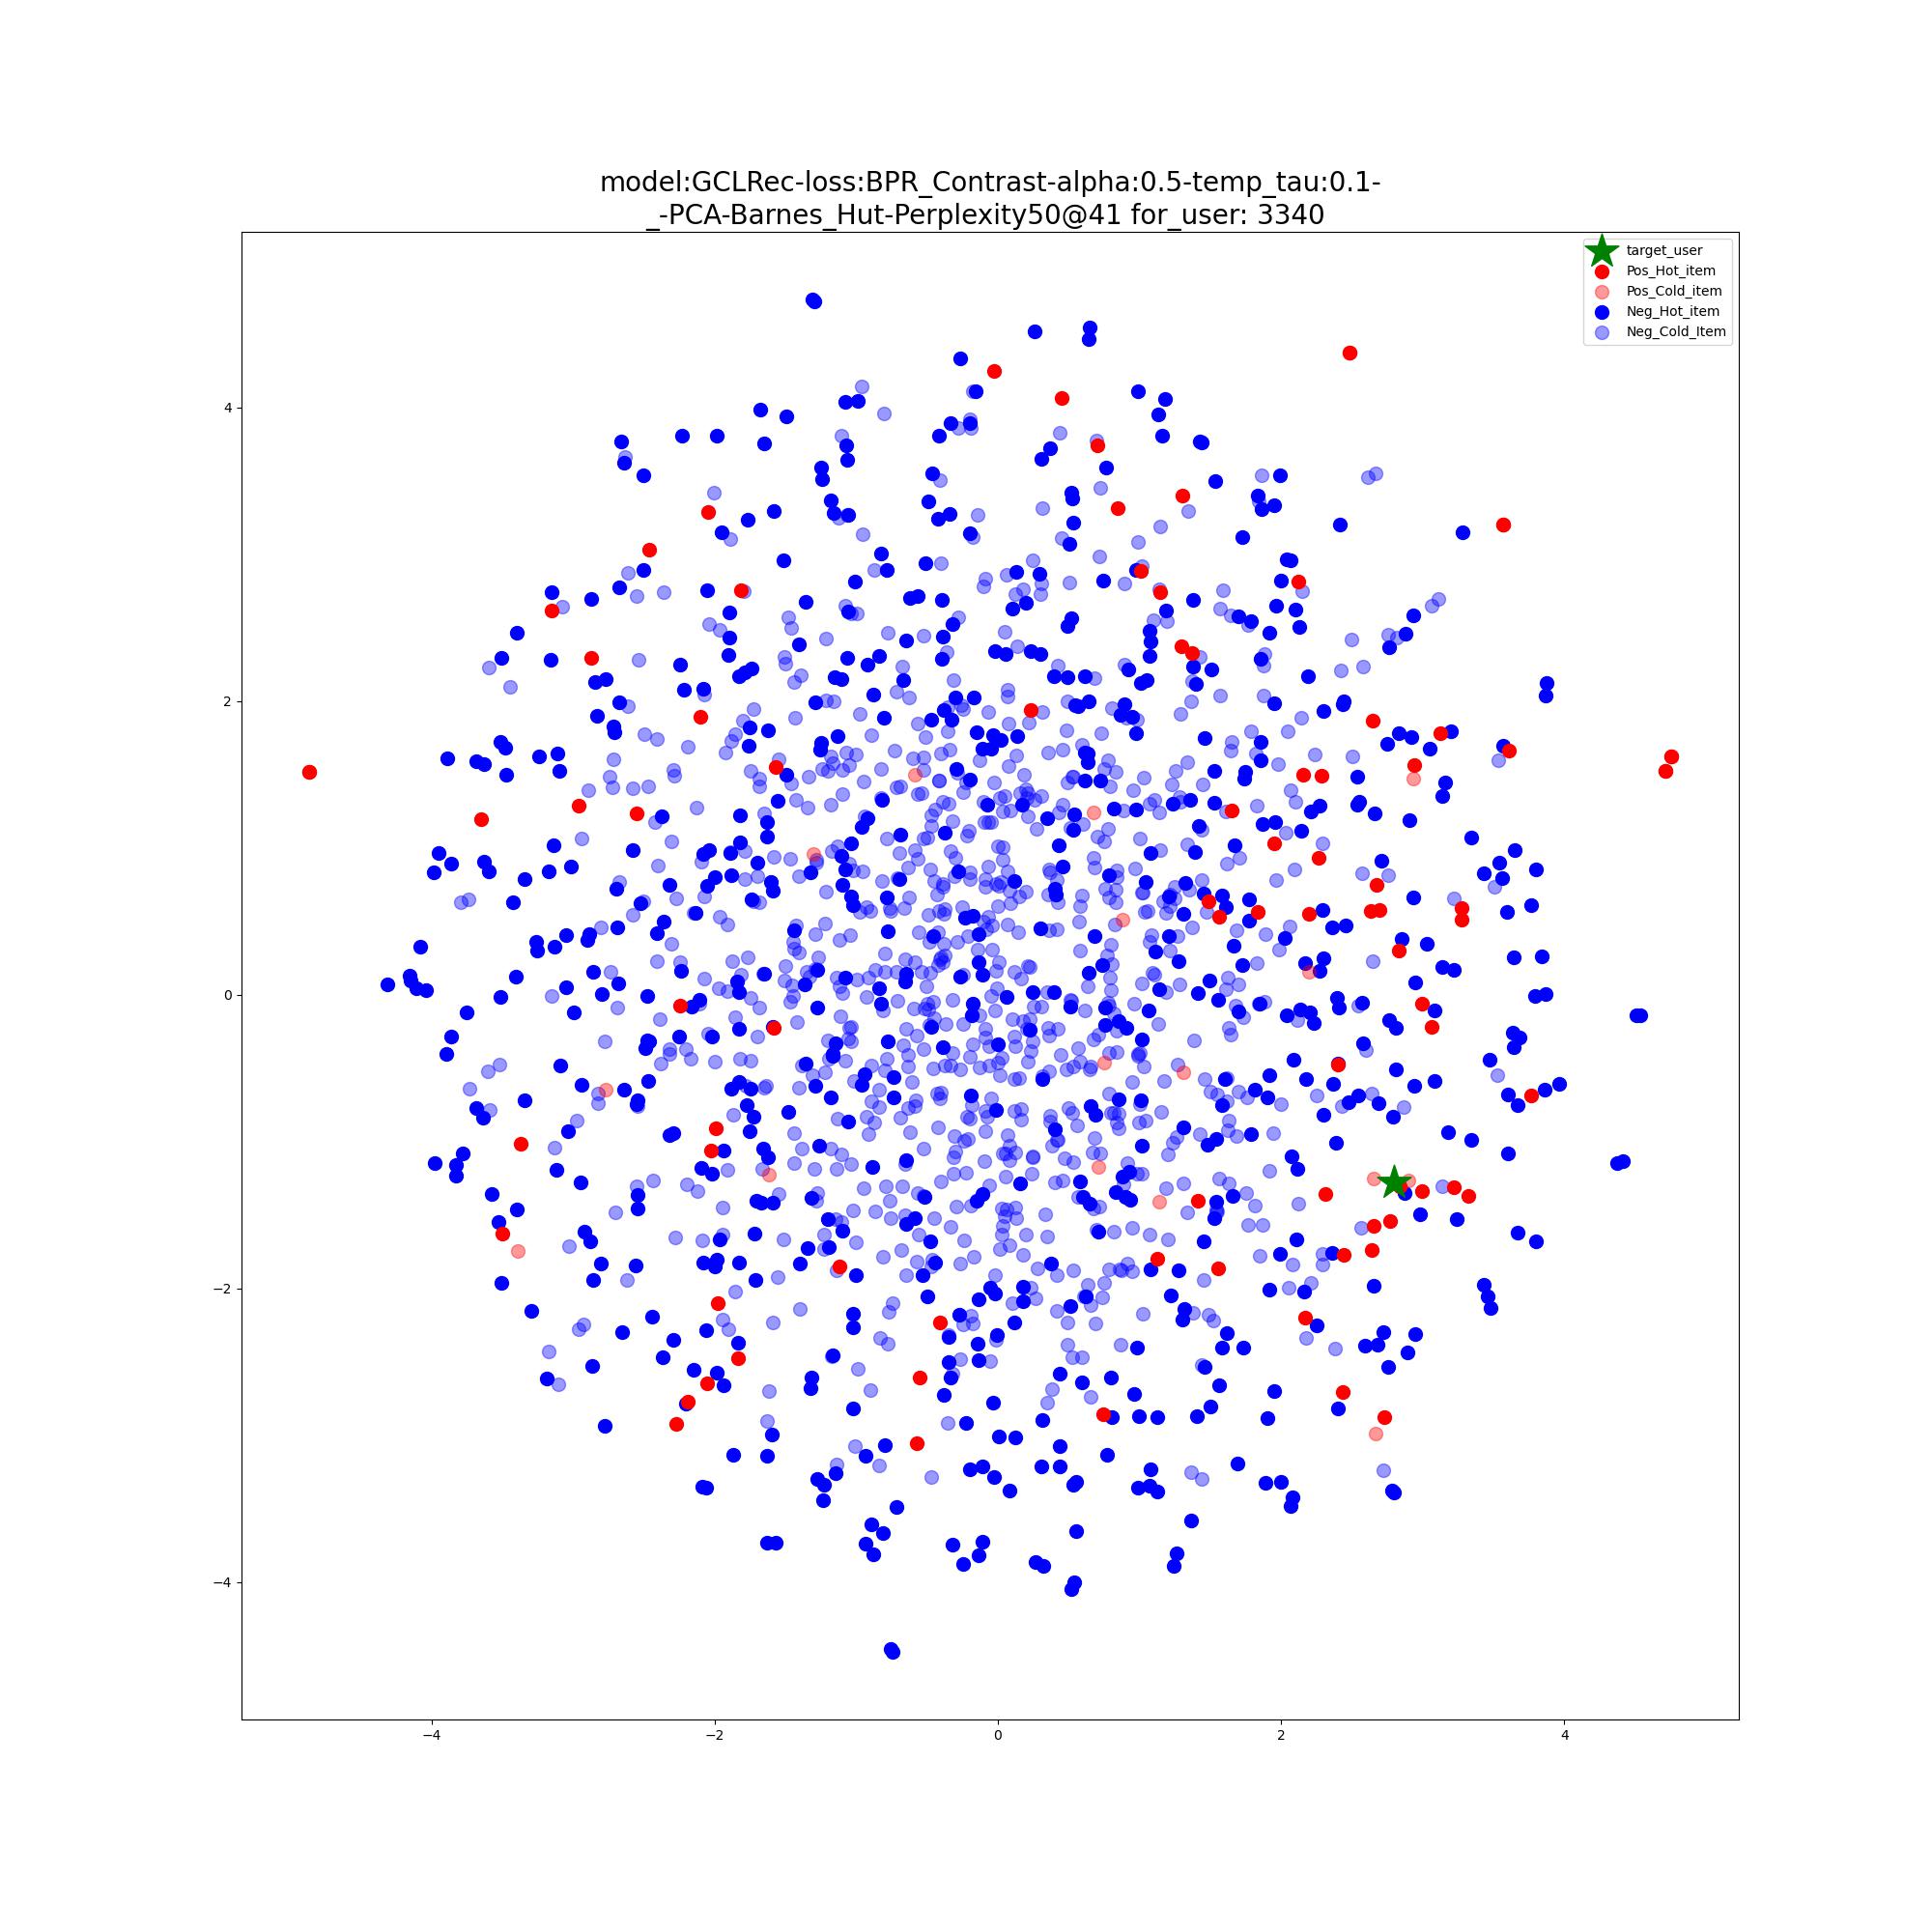 model:GCLRec-loss:BPR_Contrast-alpha:0.5-temp_tau:0.1-
_-PCA-Barnes_Hut-Perplexity50@41 for_user: 3340
target_user
Pos_Hot_item
Pos_Cold_item
Neg_Hot_item
Neg_Cold_Item
4
2
0
−2
−4
−4
−2
0
2
4